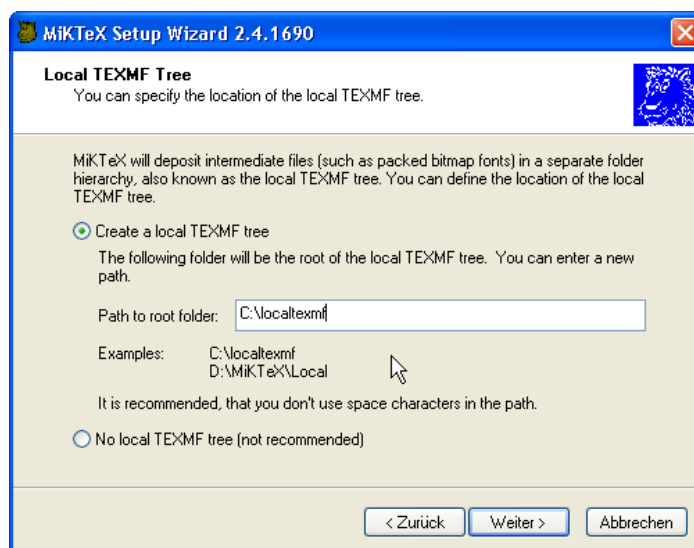 MiKTeX Setup Wizard 2.4.1690
Local TEXMF Tree
You can specify the location of the local TEXMF tree.
MiKTeX will deposit intermediate files (such as packed bitmap fonts) in a separate folder
hierarchy, also known as the local TEXMF tree. You can define the location of the local
TEXMF tree.
Create a local TEXMF tree
The following folder will be the root of the local TEXMF tree. You can enter a new
path.
Path to root folder: C:\localtexmf
Examples: C:\localtexmf
D:\MiKTeX\Local
It is recommended, that you don't use space characters in the path.
No local TEXMF tree (not recommended)
< Zurück Weiter > Abbrechen